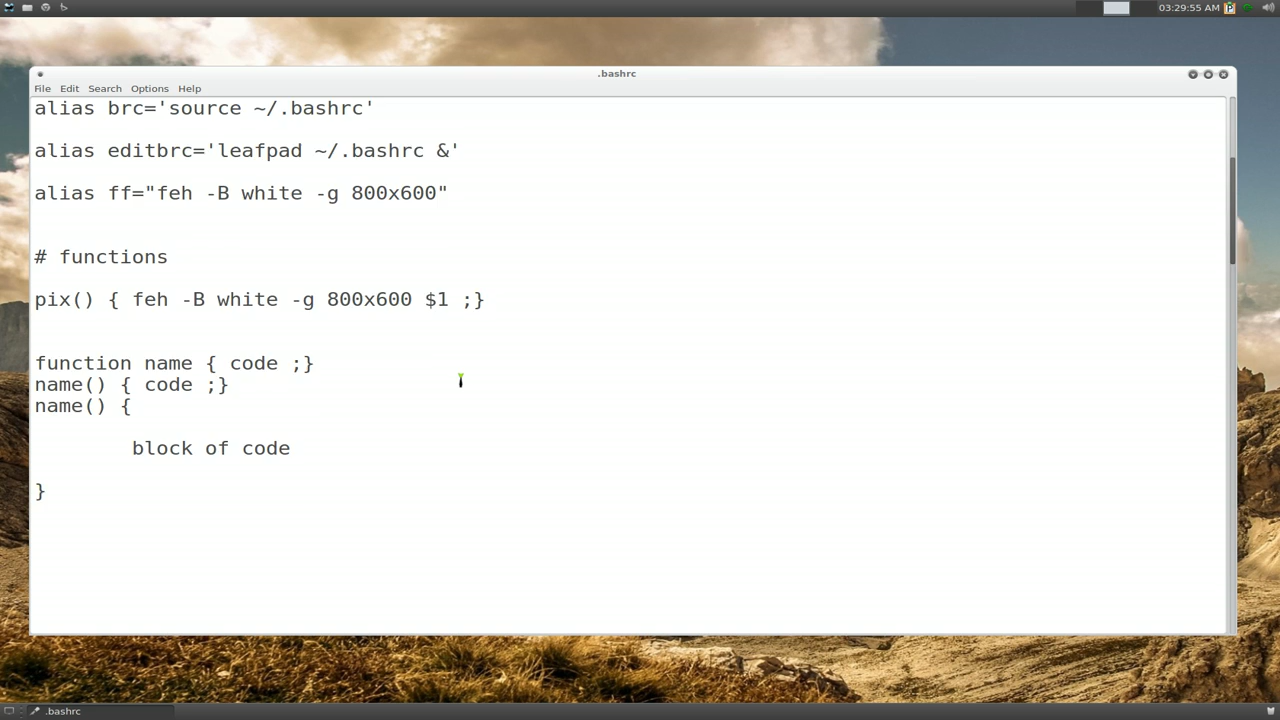 03:29:55 AM
.bashrc
File Edit Search Options Help
alias brc='source ~/.bashrc'
alias editbrc='leafpad ~/.bashrc &'
alias ff="feh -B white -g 800x600"
# functions
pix() { feh -B white -g 800x600 $1 ;}
function name { code ;}
name() { code ;}
name() {
block of code
}
.bashrc